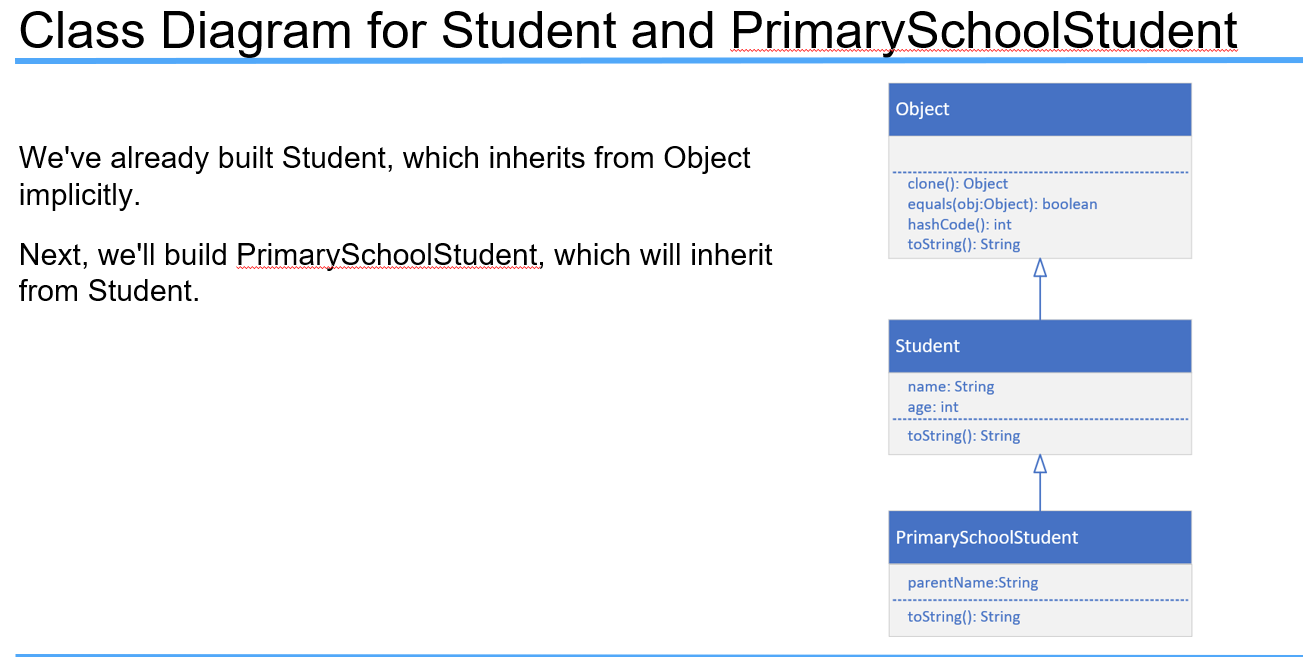 Class Diagram for Student and PrimarySchoolStudent
We've already built Student, which inherits from Object
implicitly.
Next, we'll build PrimarySchoolStudent, which will inherit
from Student.
Object
clone(): Object
equals(obj:Object): boolean
hashCode(): int
toString(): String
Student
name: String
age: int
toString(): String
PrimarySchoolStudent
parentName:String
toString(): String